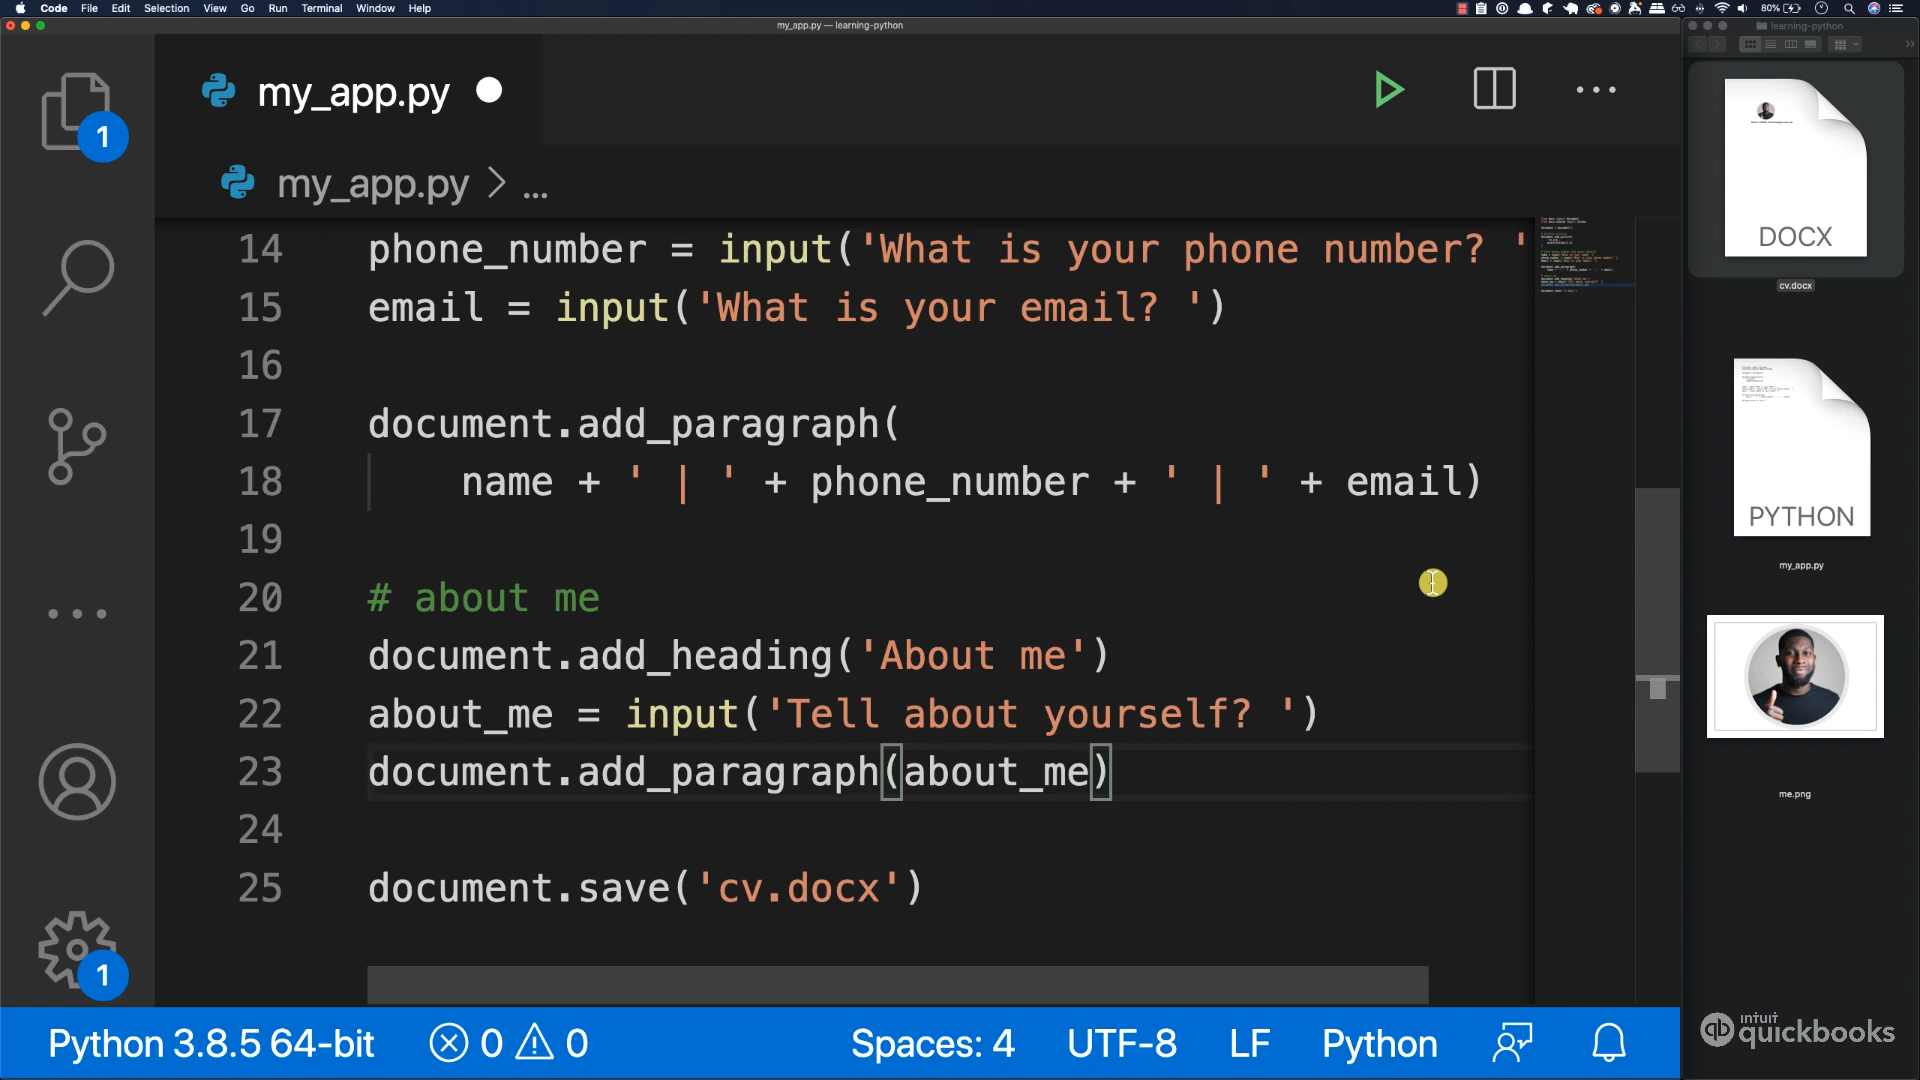 Code File Edit Selection View Go Run Terminal Window Help
80%
my_app.py — learning-python
learning-python
my_app.py
my_app.py > ...
1
14 phone_number = input('What is your phone number? '
15 email = input('What is your email? ')
16
17 document.add_paragraph(
18 name + ' | ' + phone_number + ' | ' + email)
19
20 # about me
21 document.add_heading('About me')
22 about_me = input('Tell about yourself? ')
23 document.add_paragraph(about_me)
24
25 document.save('cv.docx')
1
Python 3.8.5 64-bit 0 0 Spaces: 4 UTF-8 LF Python
DOCX
cv.docx
PYTHON
my_app.py
me.png
intuit
quickbooks